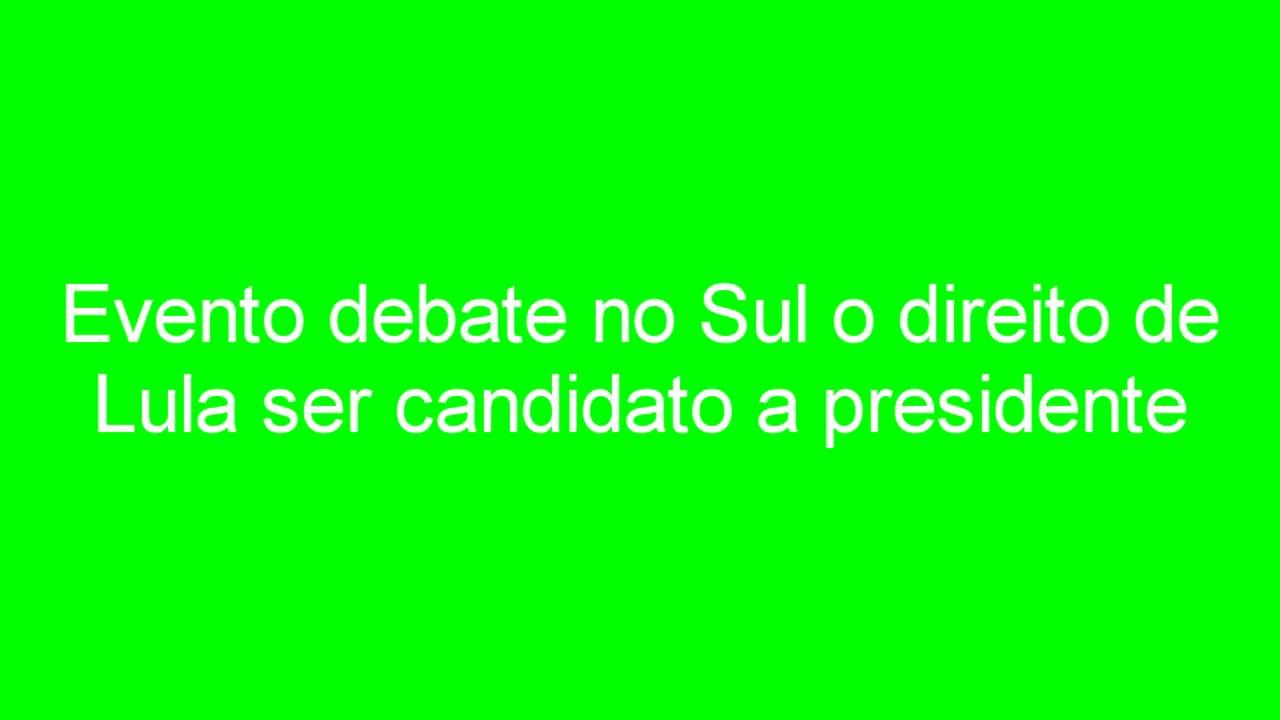 Evento debate no Sul o direito de
Lula ser candidato a presidente